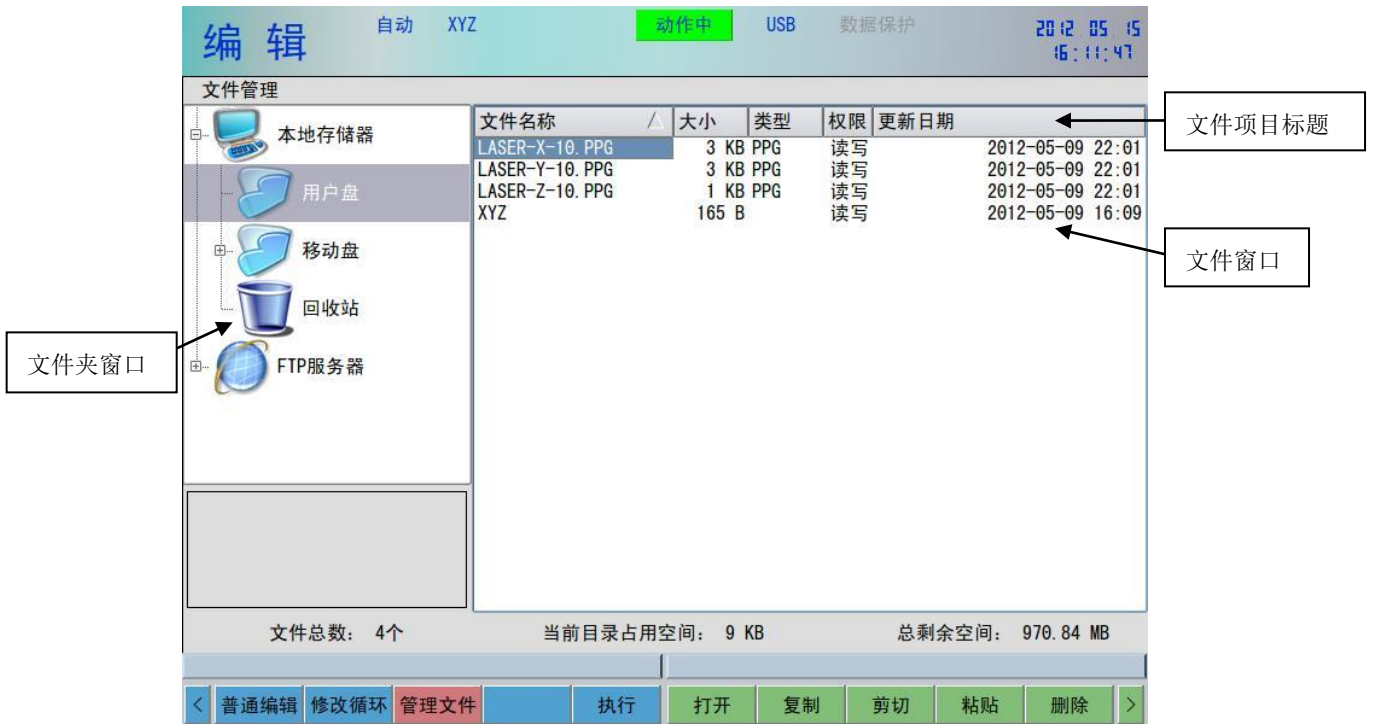 编 辑 自动 XYZ 动作中 USB 数据保护 2012.05.15
16:11:47
文件管理
本地存储器
用户盘
移动盘
回收站
FTP服务器
文件夹窗口
文件名称 大小 类型 权限 更新日期
LASER-X-10.PPG 3 KB PPG 读写 2012-05-09 22:01
LASER-Y-10.PPG 3 KB PPG 读写 2012-05-09 22:01
LASER-Z-10.PPG 1 KB PPG 读写 2012-05-09 22:01
XYZ 165 B 读写 2012-05-09 16:09
文件项目标题
文件窗口
文件总数: 4个 当前目录占用空间: 9 KB 总剩余空间: 970.84 MB
< 普通编辑 修改循环 管理文件 执行 打开 复制 剪切 粘贴 删除 >